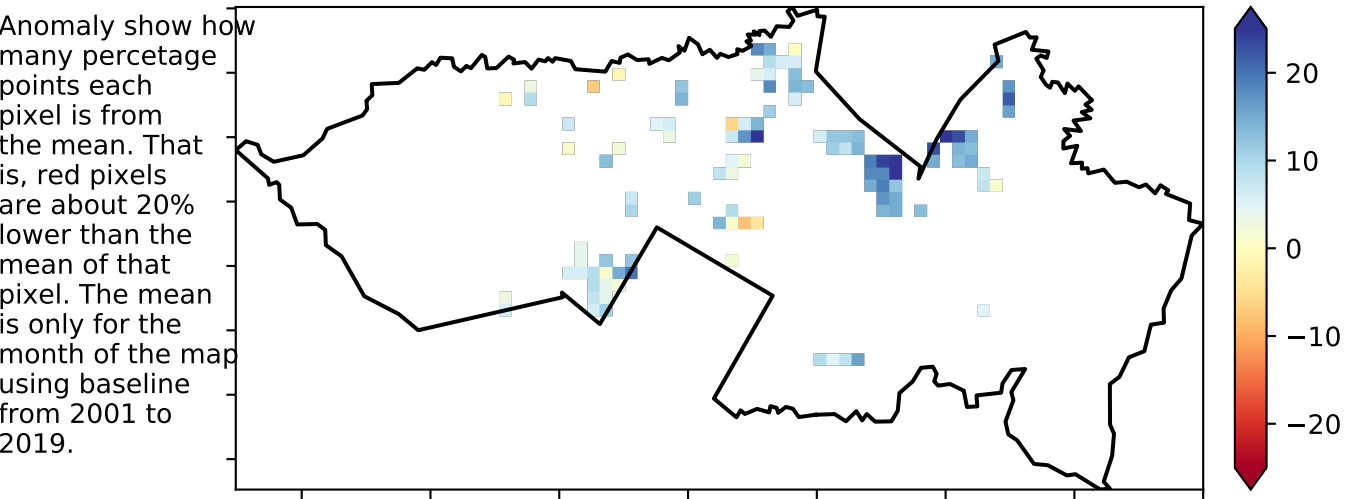 Anomaly show how
many percetage
points each
pixel is from
the mean. That
is, red pixels
are about 20%
lower than the
mean of that
pixel. The mean
is only for the
month of the map
using baseline
from 2001 to
2019.
20
10
0
−10
−20